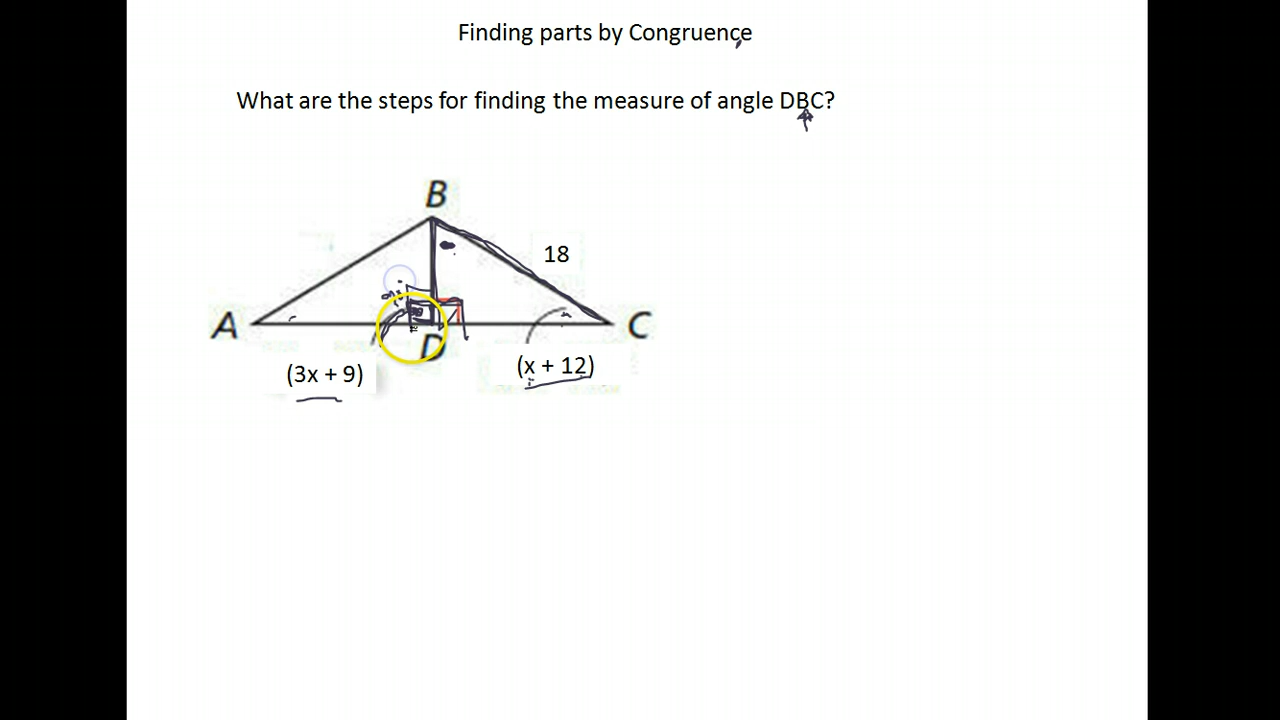 Finding parts by Congruence
What are the steps for finding the measure of angle DBC?
B
18
A
D
C
(3x + 9)
(x + 12)